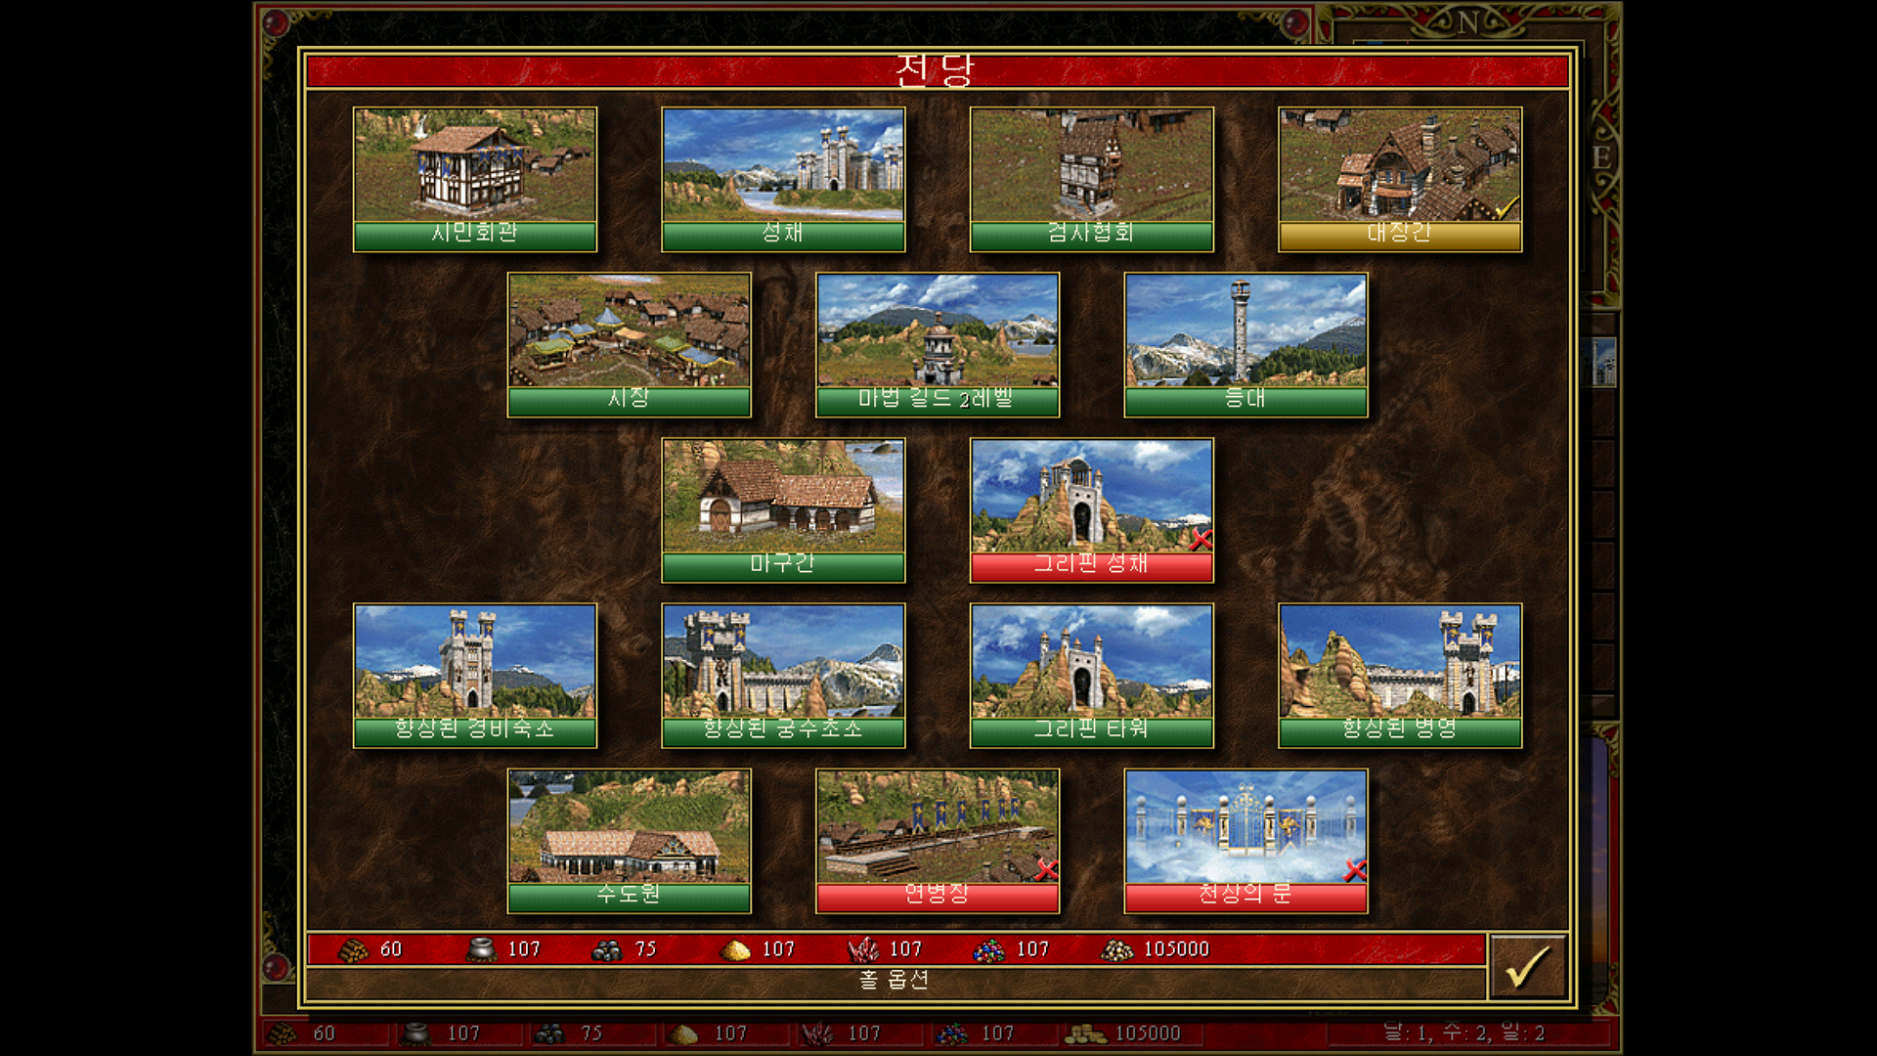 N
전당
E
시민회관
성채
검사협회
대장간
시장
마법 길드 2레벨
등대
마구간
그리핀 성채
향상된 경비숙소
향상된 궁수초소
그리핀 타워
향상된 병영
수도원
연병장
천상의 문
60 107 75 107 107 107 105000
홀 옵션
60 107 75 107 107 107 105000 달: 1, 주: 2, 일: 2